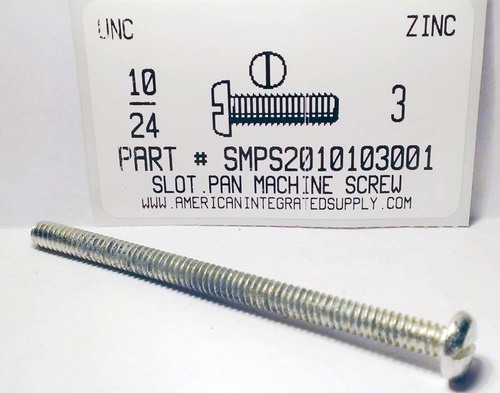 UNC ZINC
10
24
3
PART # SMPS2010103001
SLOT.PAN MACHINE SCREW
WWW.AMERICANINTEGRATEDSUPPLY.COM